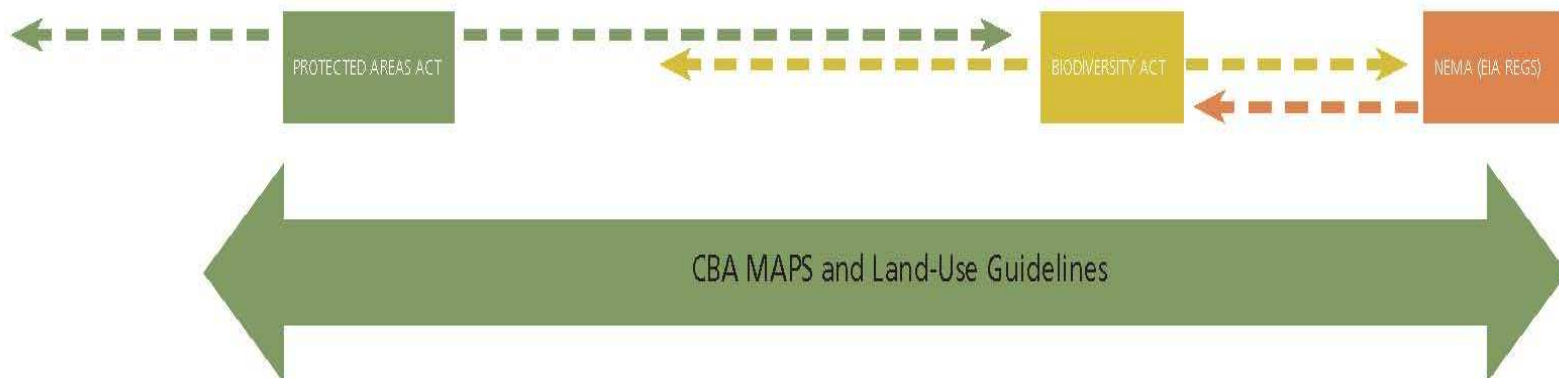 PROTECTED AREAS ACT
BIODIVERSITY ACT
NEMA (EIA REGS)
CBA MAPS and Land-Use Guidelines